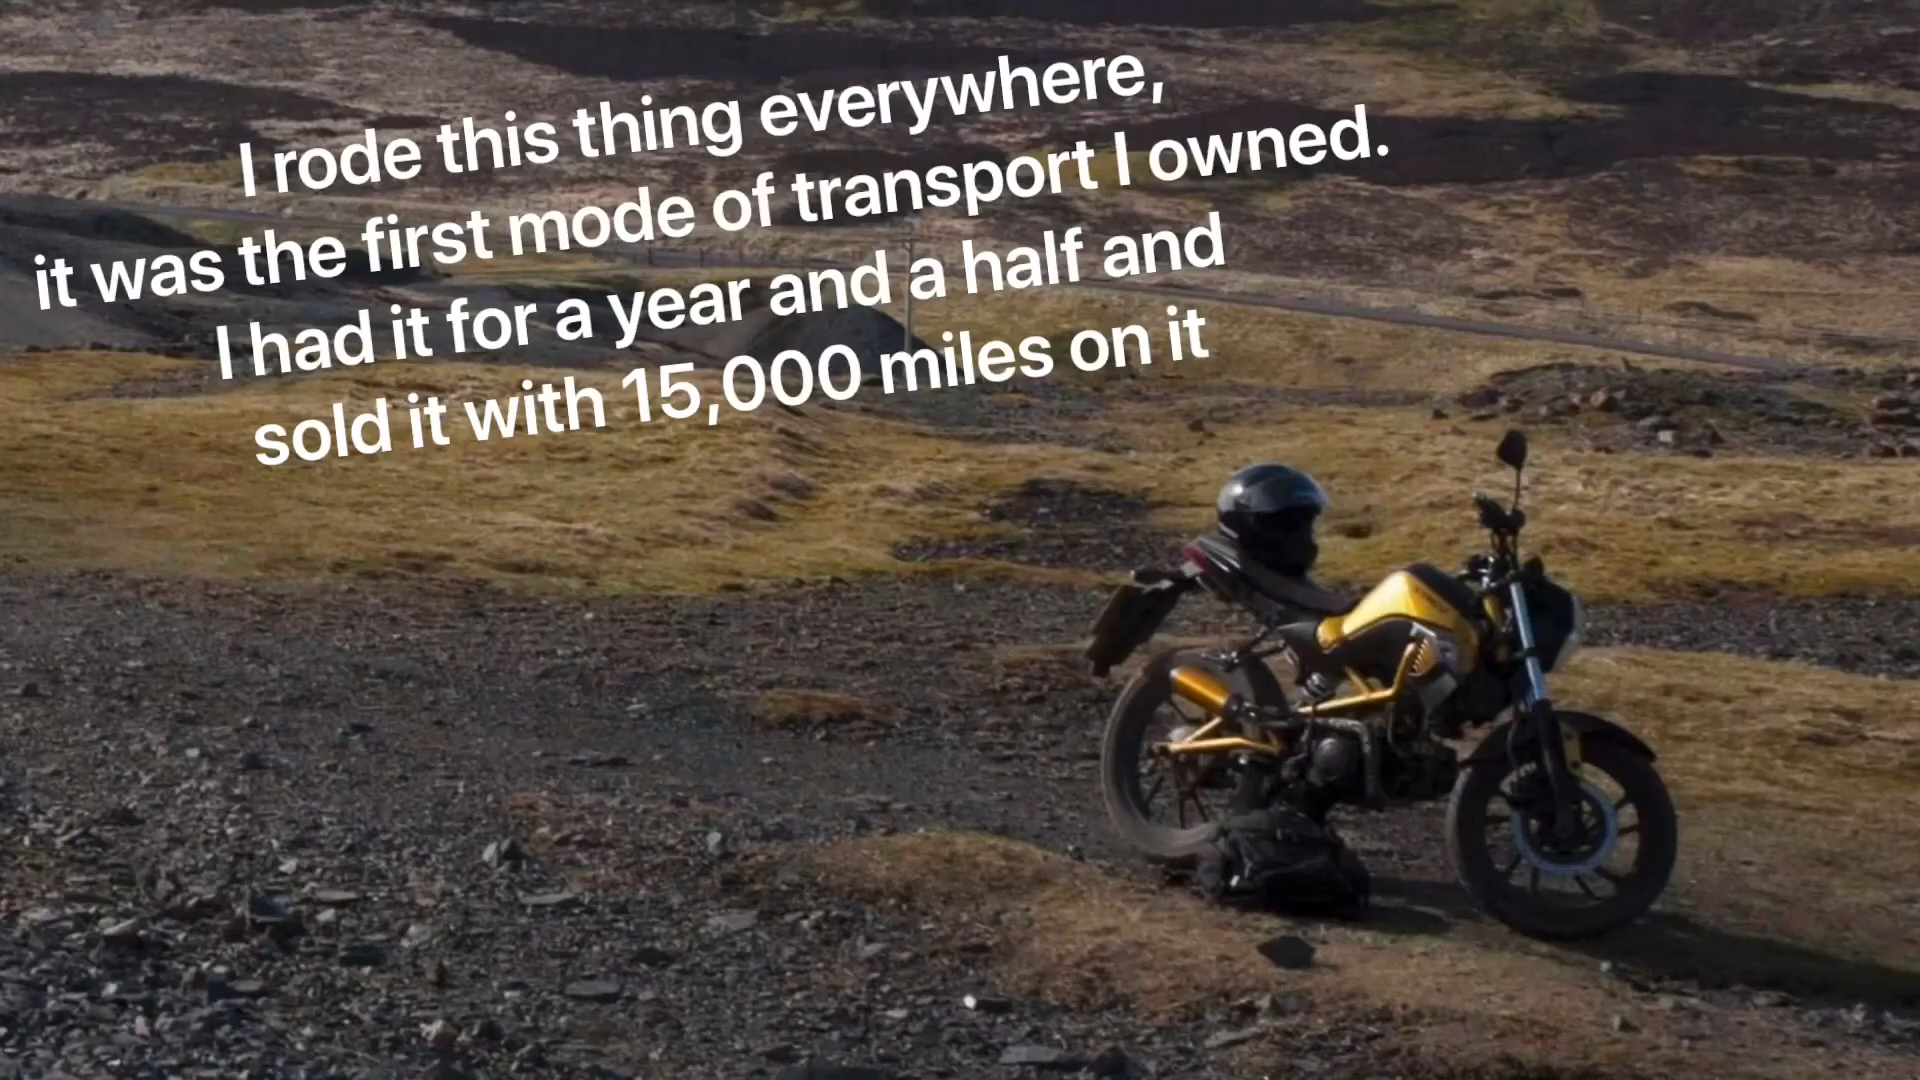 I rode this thing everywhere,
it was the first mode of transport I owned.
I had it for a year and a half and
sold it with 15,000 miles on it